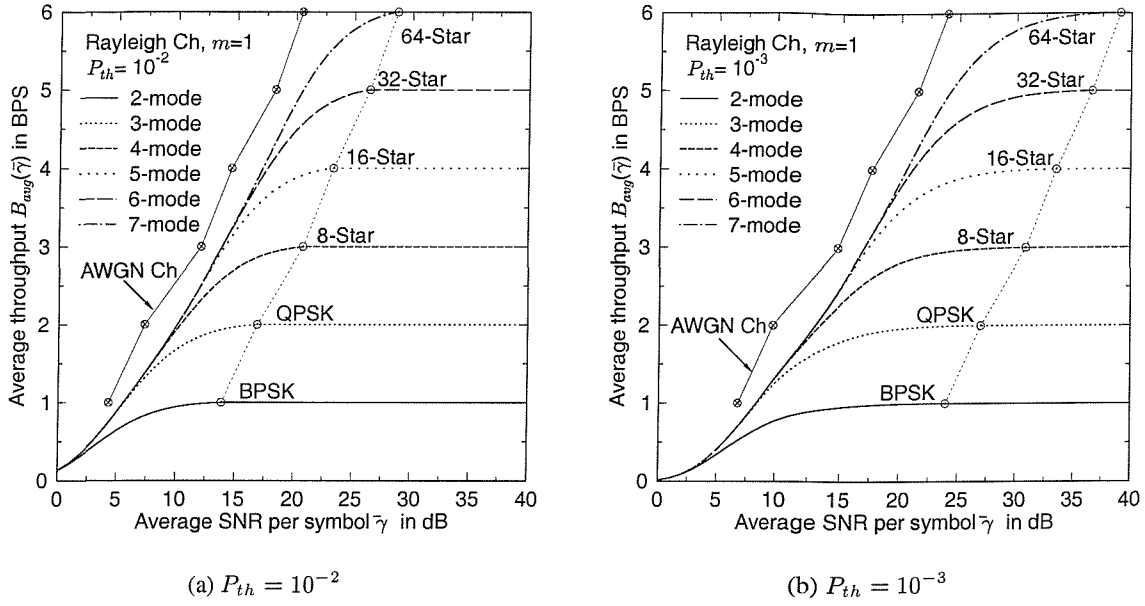 6
5
4
3
2
1
0
Average throughput B_avg(γ̄) in BPS
Rayleigh Ch, m=1
P_th= 10^-2
2-mode
3-mode
4-mode
5-mode
6-mode
7-mode
AWGN Ch
64-Star
32-Star
16-Star
8-Star
QPSK
BPSK
0 5 10 15 20 25 30 35 40
Average SNR per symbol γ̄ in dB
(a) P_th = 10^-2
6
5
4
3
2
1
0
Average throughput B_avg(γ̄) in BPS
Rayleigh Ch, m=1
P_th= 10^-3
2-mode
3-mode
4-mode
5-mode
6-mode
7-mode
AWGN Ch
64-Star
32-Star
16-Star
8-Star
QPSK
BPSK
0 5 10 15 20 25 30 35 40
Average SNR per symbol γ̄ in dB
(b) P_th = 10^-3